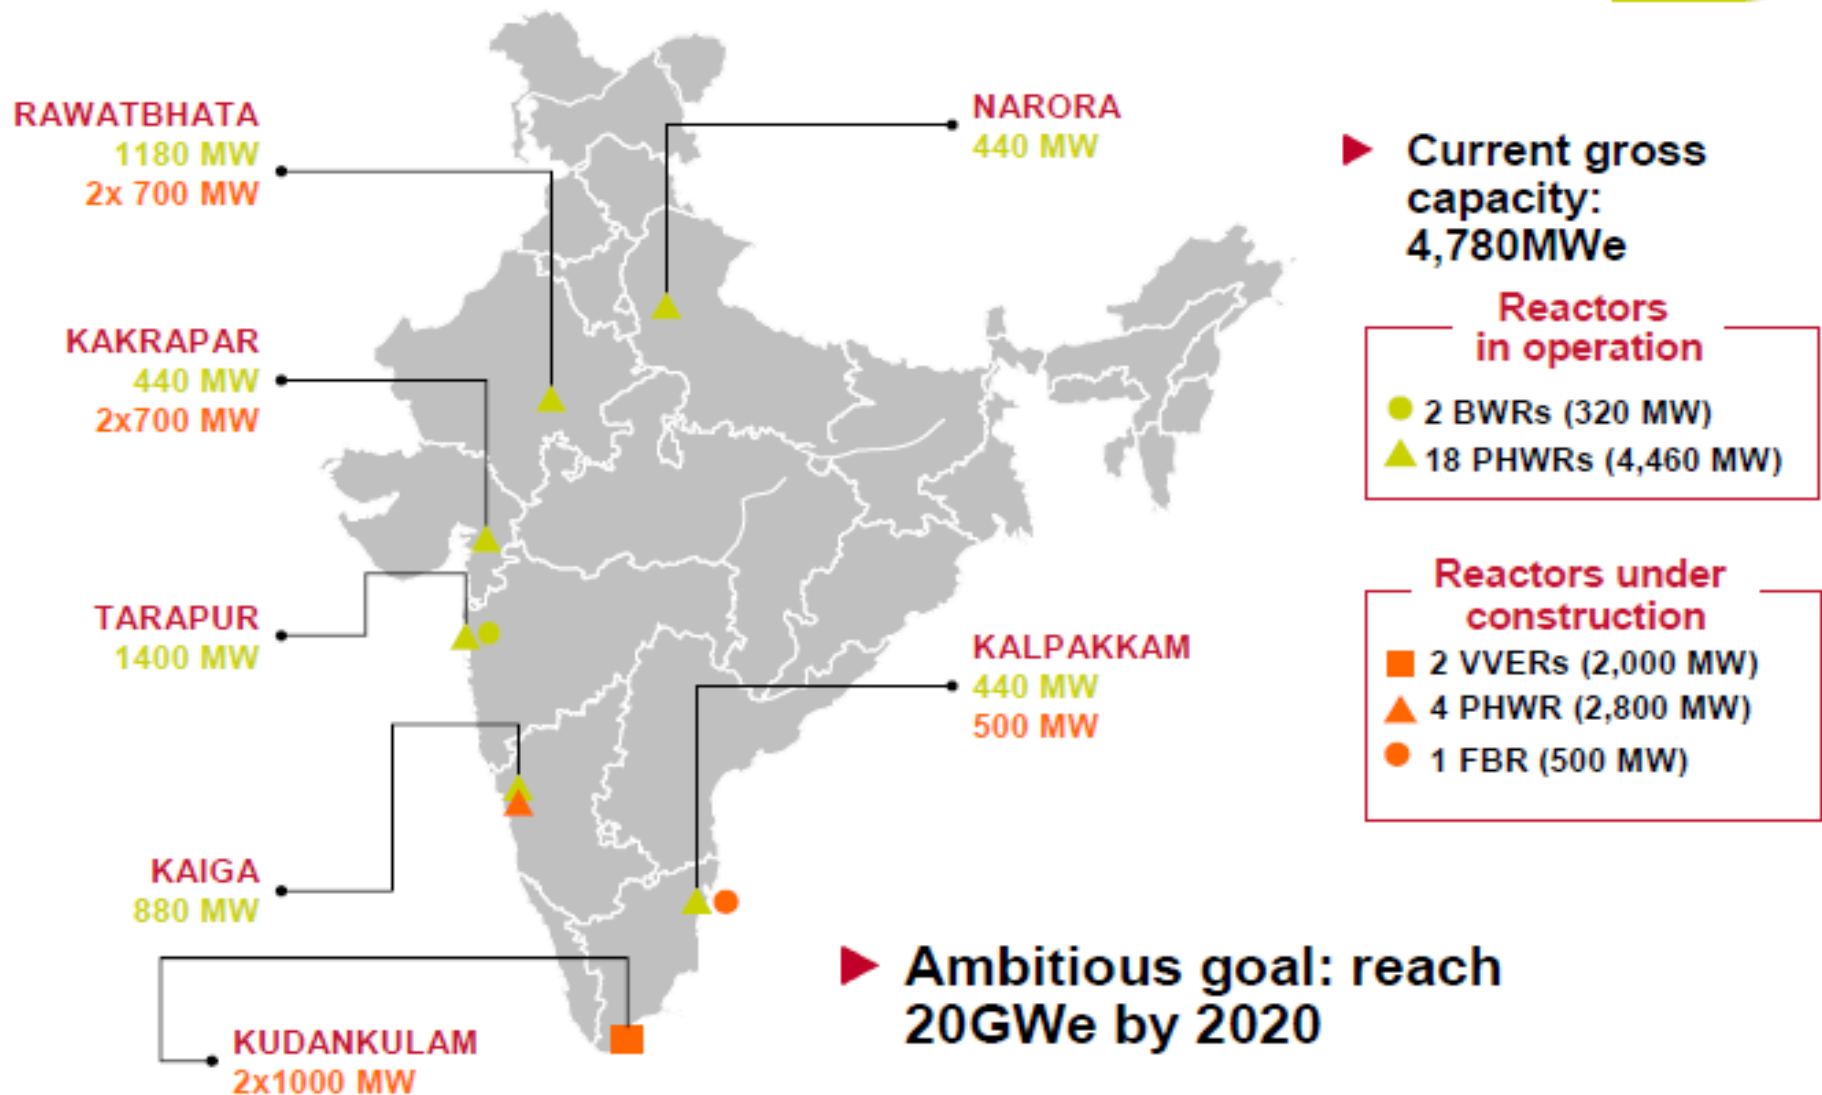 RAWATBHATA
1180 MW
2x 700 MW
NARORA
440 MW
KAKRAPAR
440 MW
2x700 MW
TARAPUR
1400 MW
KALPAKKAM
440 MW
500 MW
KAIGA
880 MW
KUDANKULAM
2x1000 MW
Current gross
capacity:
4,780MWe
Reactors
in operation
2 BWRs (320 MW)
18 PHWRs (4,460 MW)
Reactors under
construction
2 VVERs (2,000 MW)
4 PHWR (2,800 MW)
1 FBR (500 MW)
Ambitious goal: reach
20GWe by 2020